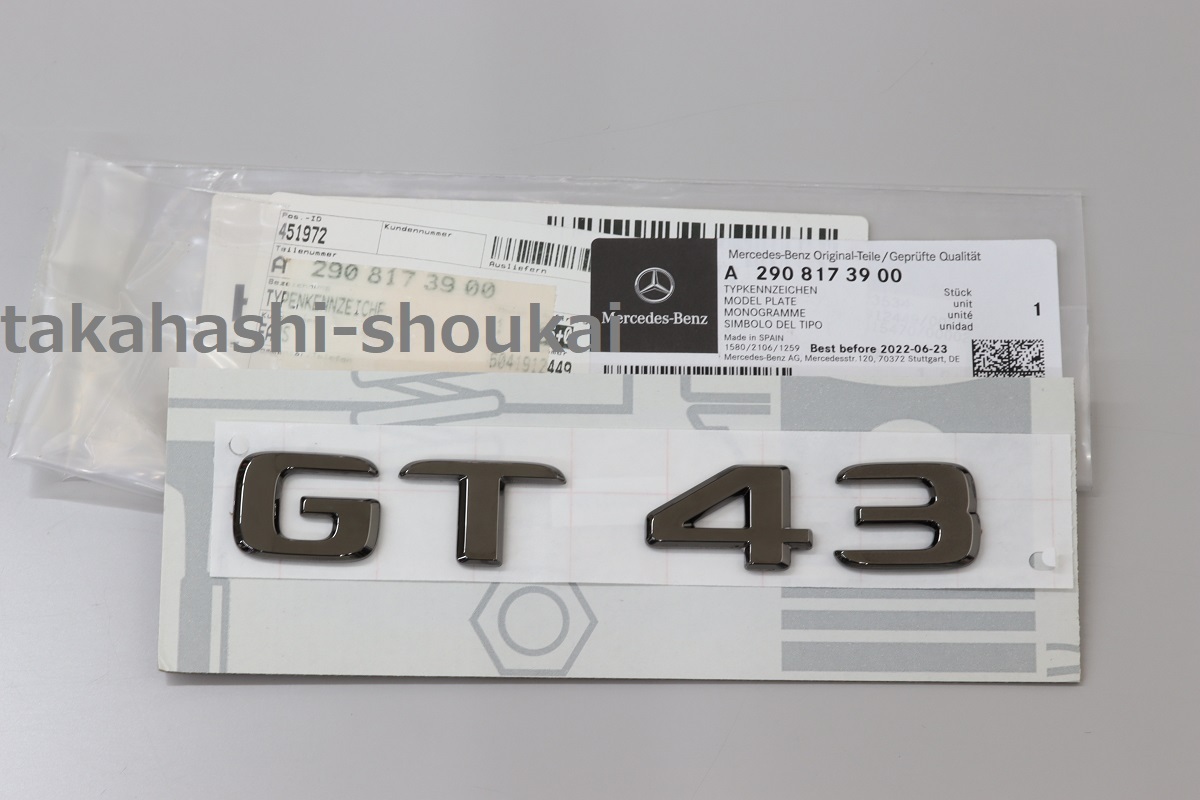 Pos.-ID
451972
Kundennummer
Teilenummer
A 290 817 39 00
Ausliefern
TYPENKENNZEICHE
449
takahashi-shoukai
Mercedes-Benz
Mercedes-Benz Original-Teile/Geprüfte Qualität
A 290 817 39 00
TYPKENNZEICHEN
MODEL PLATE
MONOGRAMME
SIMBOLO DEL TIPO
Stück
unit
unité
unidad
1
Made in SPAIN
1580/2106/1259 Best before 2022-06-23
Mercedes-Benz AG, Mercedesstr.120, 70372 Stuttgart, DE
GT 43